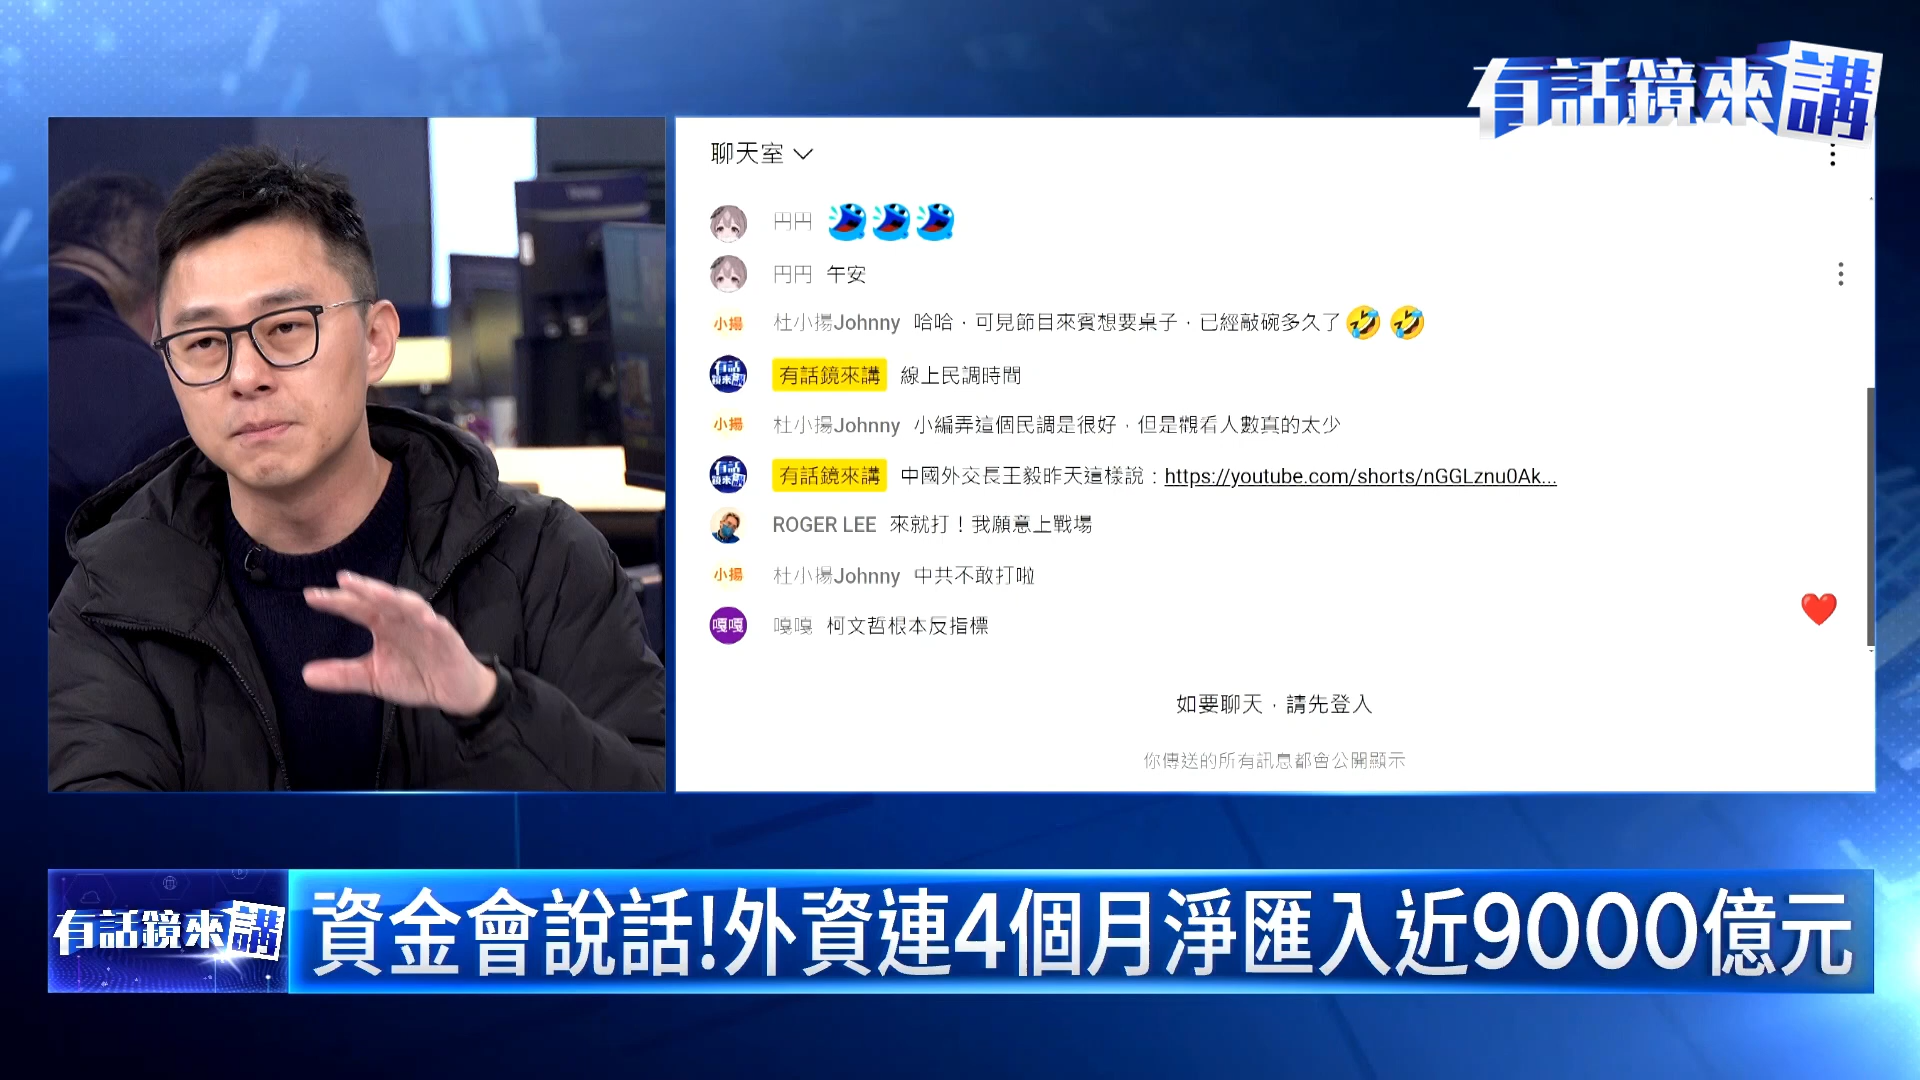 有話鏡來講
聊天室
円円
円円 午安
小揚 杜小揚Johnny 哈哈，可見節目來賓想要桌子，已經敲碗多久了
有話鏡來講 有話鏡來講 線上民調時間
小揚 杜小揚Johnny 小編弄這個民調是很好，但是觀看人數真的太少
有話鏡來講 有話鏡來講 中國外交長王毅昨天這樣說：https://youtube.com/shorts/nGGLznu0Ak...
ROGER LEE 來就打！我願意上戰場
小揚 杜小揚Johnny 中共不敢打啦
嘎嘎 嘎嘎 柯文哲根本反指標
如要聊天，請先登入
你傳送的所有訊息都會公開顯示
有話鏡來講
資金會說話!外資連4個月淨匯入近9000億元